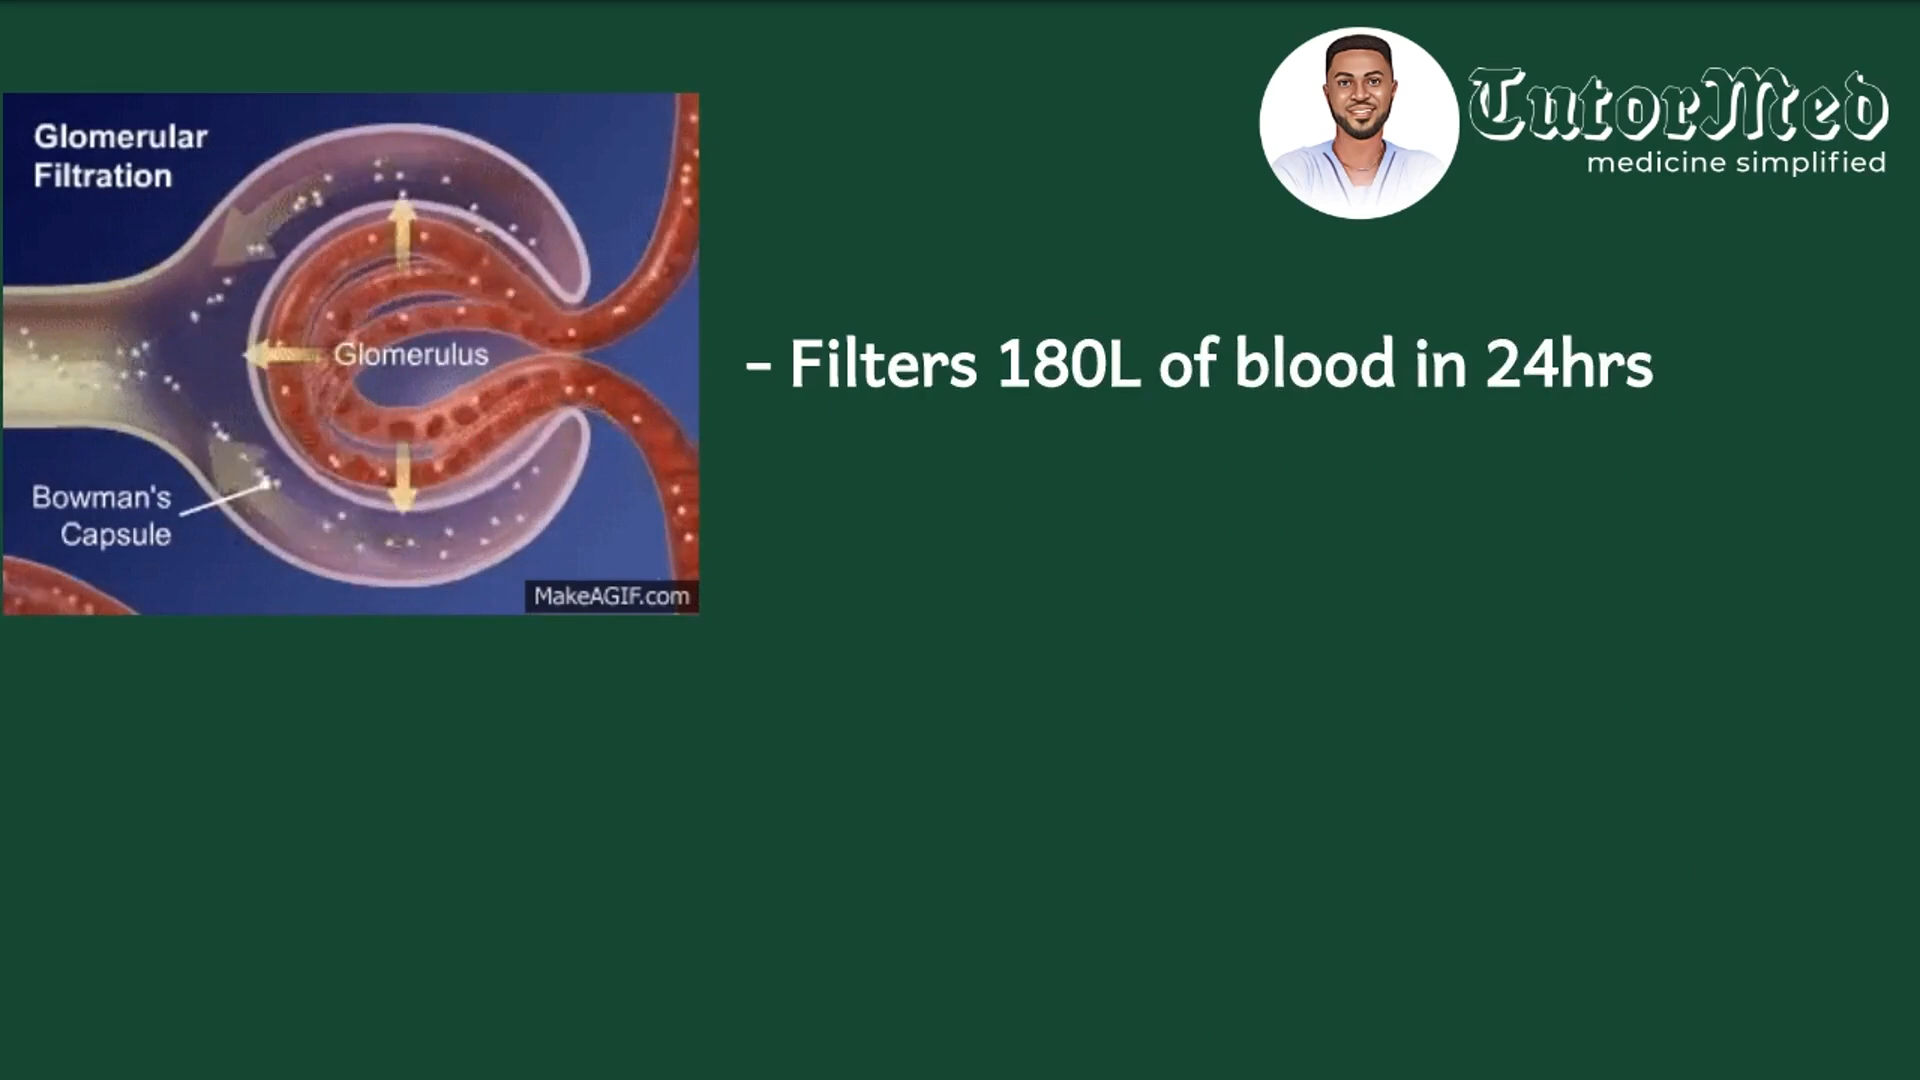 TutorMed
medicine simplified
Glomerular
Filtration
Glomerulus
Bowman's
Capsule
MakeAGIF.com
- Filters 180L of blood in 24hrs